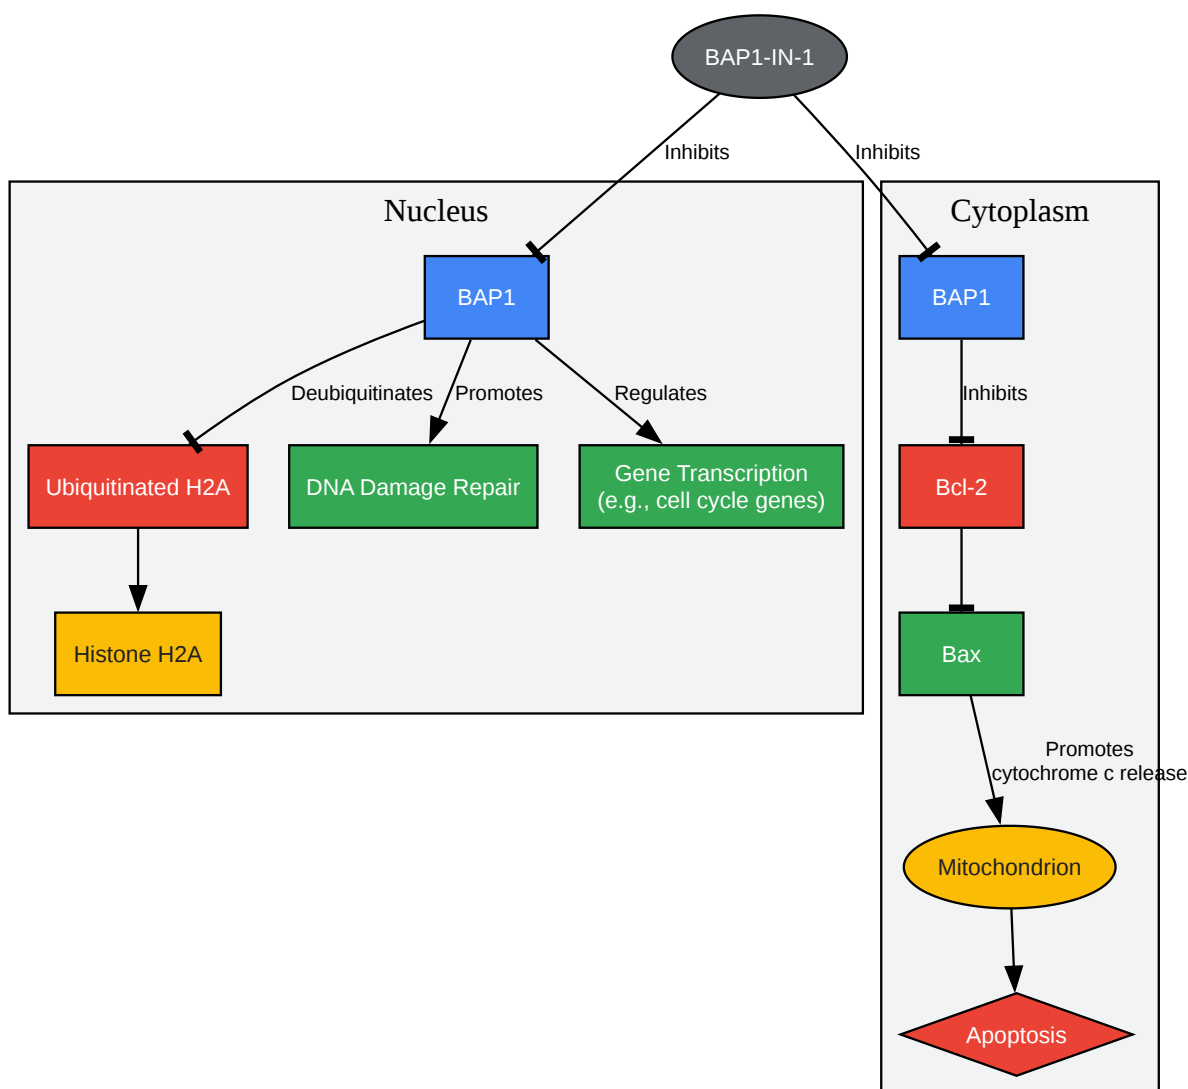 BAP1-IN-1
Inhibits
Inhibits
Nucleus
Cytoplasm
BAP1
BAP1
Deubiquitinates
Promotes
Regulates
Inhibits
Ubiquitinated H2A
DNA Damage Repair
Gene Transcription
(e.g., cell cycle genes)
Bcl-2
Histone H2A
Bax
Promotes
cytochrome c release
Mitochondrion
Apoptosis